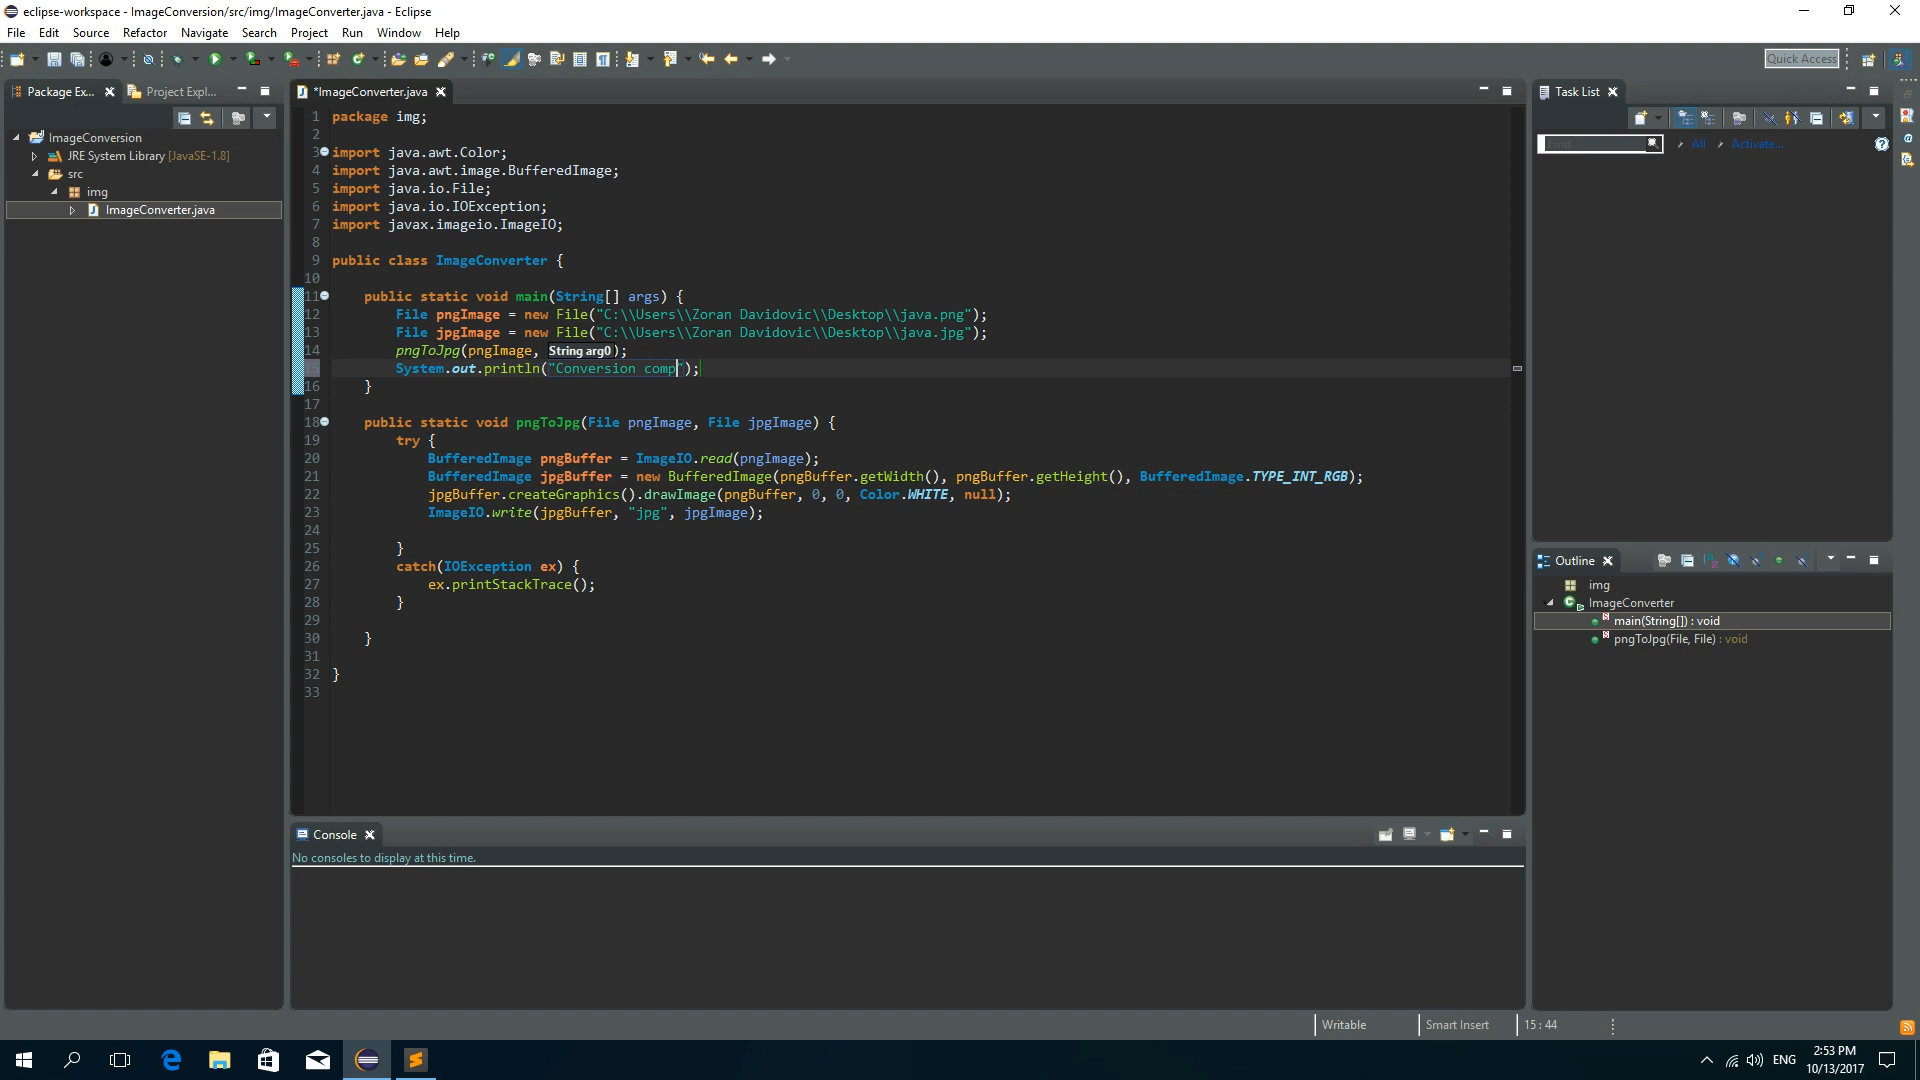 eclipse-workspace - ImageConversion/src/img/ImageConverter.java - Eclipse
File Edit Source Refactor Navigate Search Project Run Window Help
Quick Access
Package Ex... Project Expl...
ImageConversion
JRE System Library [JavaSE-1.8]
src
img
ImageConverter.java
*ImageConverter.java
1 package img;
2
3 import java.awt.Color;
4 import java.awt.image.BufferedImage;
5 import java.io.File;
6 import java.io.IOException;
7 import javax.imageio.ImageIO;
8
9 public class ImageConverter {
10
11 public static void main(String[] args) {
12 File pngImage = new File("C:\\Users\\Zoran Davidovic\\Desktop\\java.png");
13 File jpgImage = new File("C:\\Users\\Zoran Davidovic\\Desktop\\java.jpg");
14 pngToJpg(pngImage, String arg0);
15 System.out.println("Conversion comp");
16 }
17
18 public static void pngToJpg(File pngImage, File jpgImage) {
19 try {
20 BufferedImage pngBuffer = ImageIO.read(pngImage);
21 BufferedImage jpgBuffer = new BufferedImage(pngBuffer.getWidth(), pngBuffer.getHeight(), BufferedImage.TYPE_INT_RGB);
22 jpgBuffer.createGraphics().drawImage(pngBuffer, 0, 0, Color.WHITE, null);
23 ImageIO.write(jpgBuffer, "jpg", jpgImage);
24
25 }
26 catch(IOException ex) {
27 ex.printStackTrace();
28 }
29
30 }
31
32 }
33
Task List
Find All Activate...
Outline
img
ImageConverter
main(String[]) : void
pngToJpg(File, File) : void
Console
No consoles to display at this time.
Writable Smart Insert 15 : 44
ENG
2:53 PM
10/13/2017